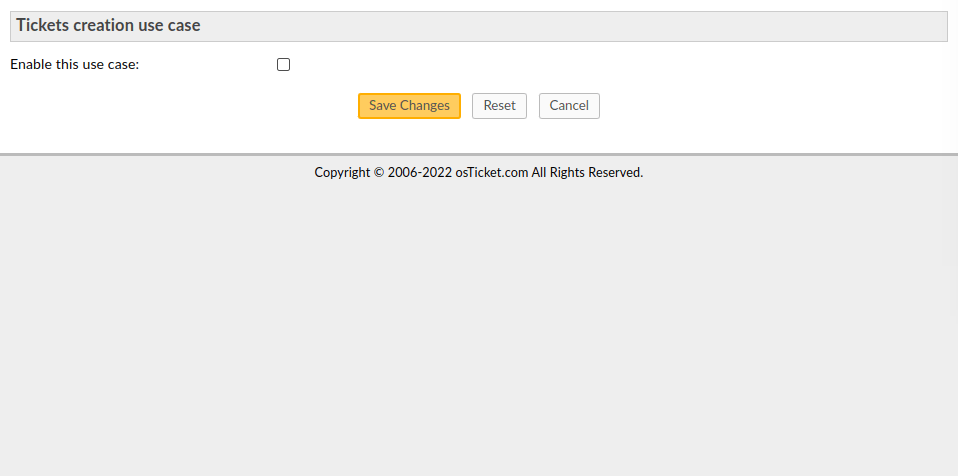 Tickets creation use case
Enable this use case:
Save Changes Reset Cancel
Copyright © 2006-2022 osTicket.com All Rights Reserved.